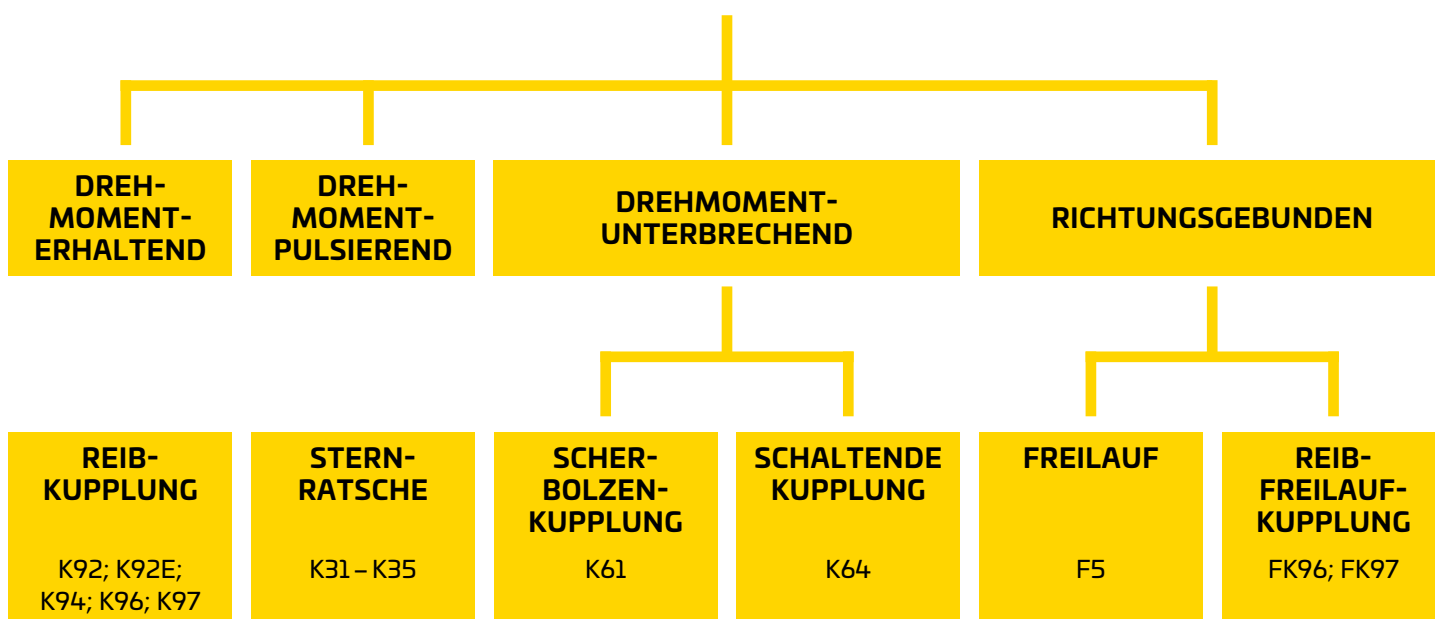 DREH-
MOMENT-
ERHALTEND
DREH-
MOMENT-
PULSIEREND
DREHMOMENT-
UNTERBRECHEND
RICHTUNGSGEBUNDEN
REIB-
KUPPLUNG
K92; K92E;
K94; K96; K97
STERN-
RATSCHE
K31 – K35
SCHER-
BOLZEN-
KUPPLUNG
K61
SCHALTENDE
KUPPLUNG
K64
FREILAUF
F5
REIB-
FREILAUF-
KUPPLUNG
FK96; FK97